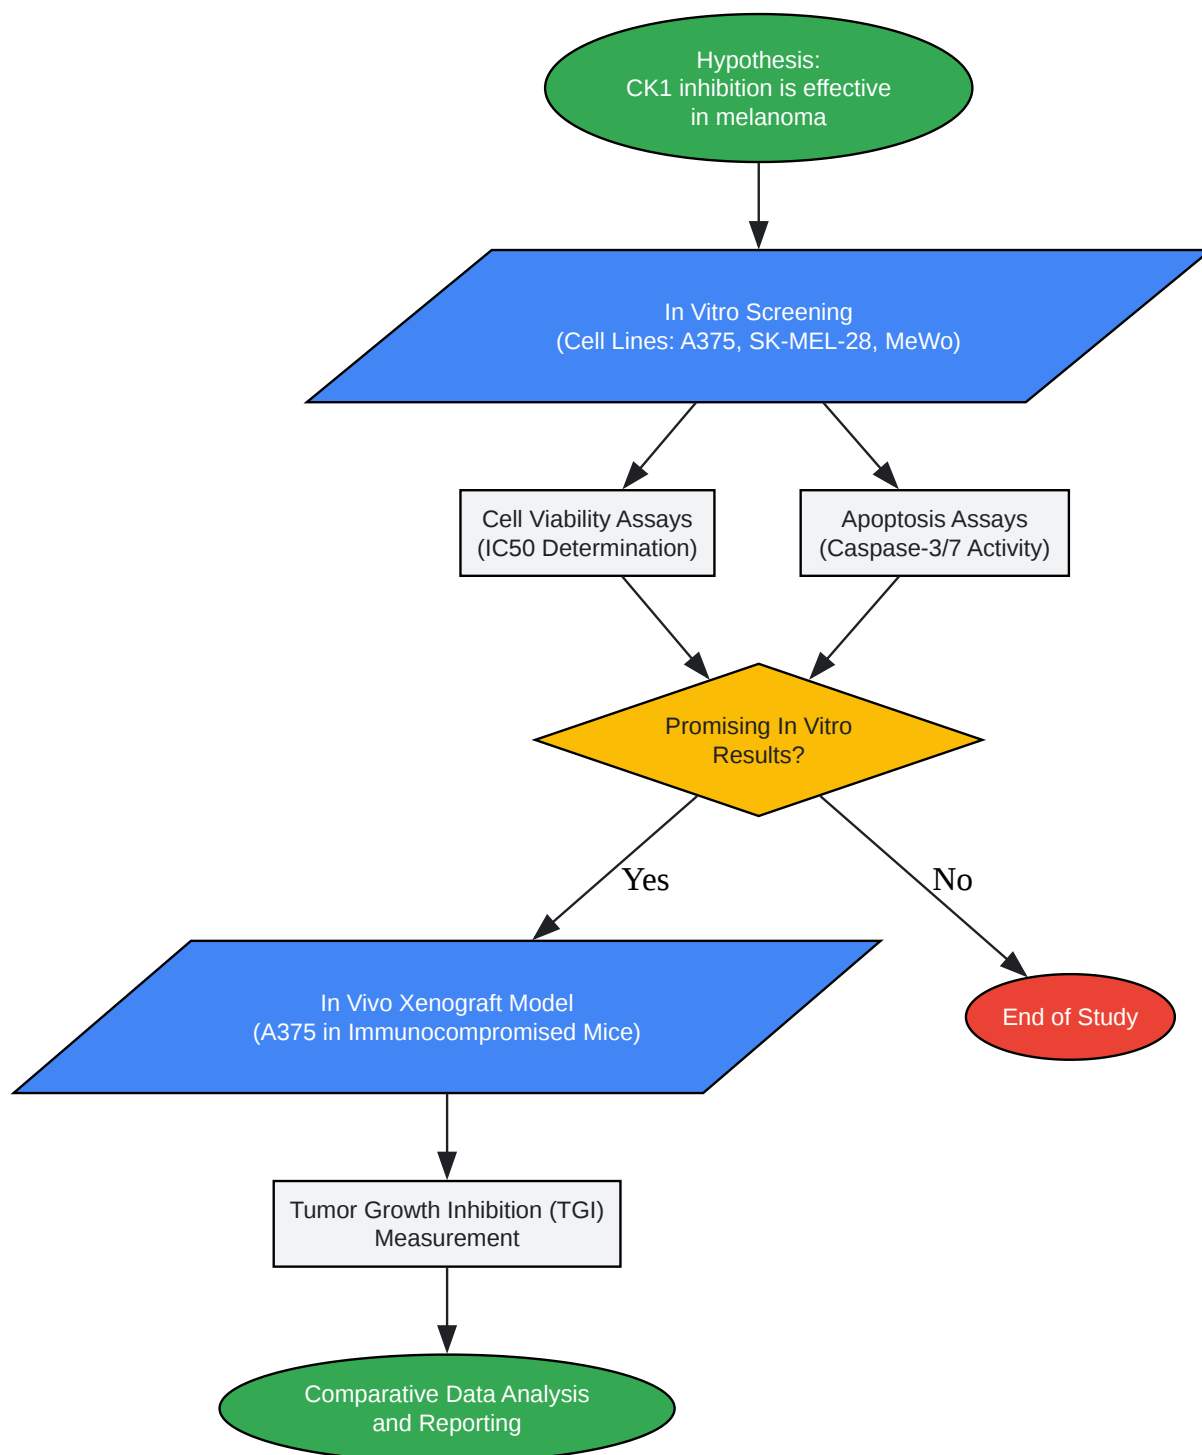 Hypothesis:
CK1 inhibition is effective
in melanoma
In Vitro Screening
(Cell Lines: A375, SK-MEL-28, MeWo)
Cell Viability Assays
(IC50 Determination)
Apoptosis Assays
(Caspase-3/7 Activity)
Promising In Vitro
Results?
Yes
No
In Vivo Xenograft Model
(A375 in Immunocompromised Mice)
End of Study
Tumor Growth Inhibition (TGI)
Measurement
Comparative Data Analysis
and Reporting